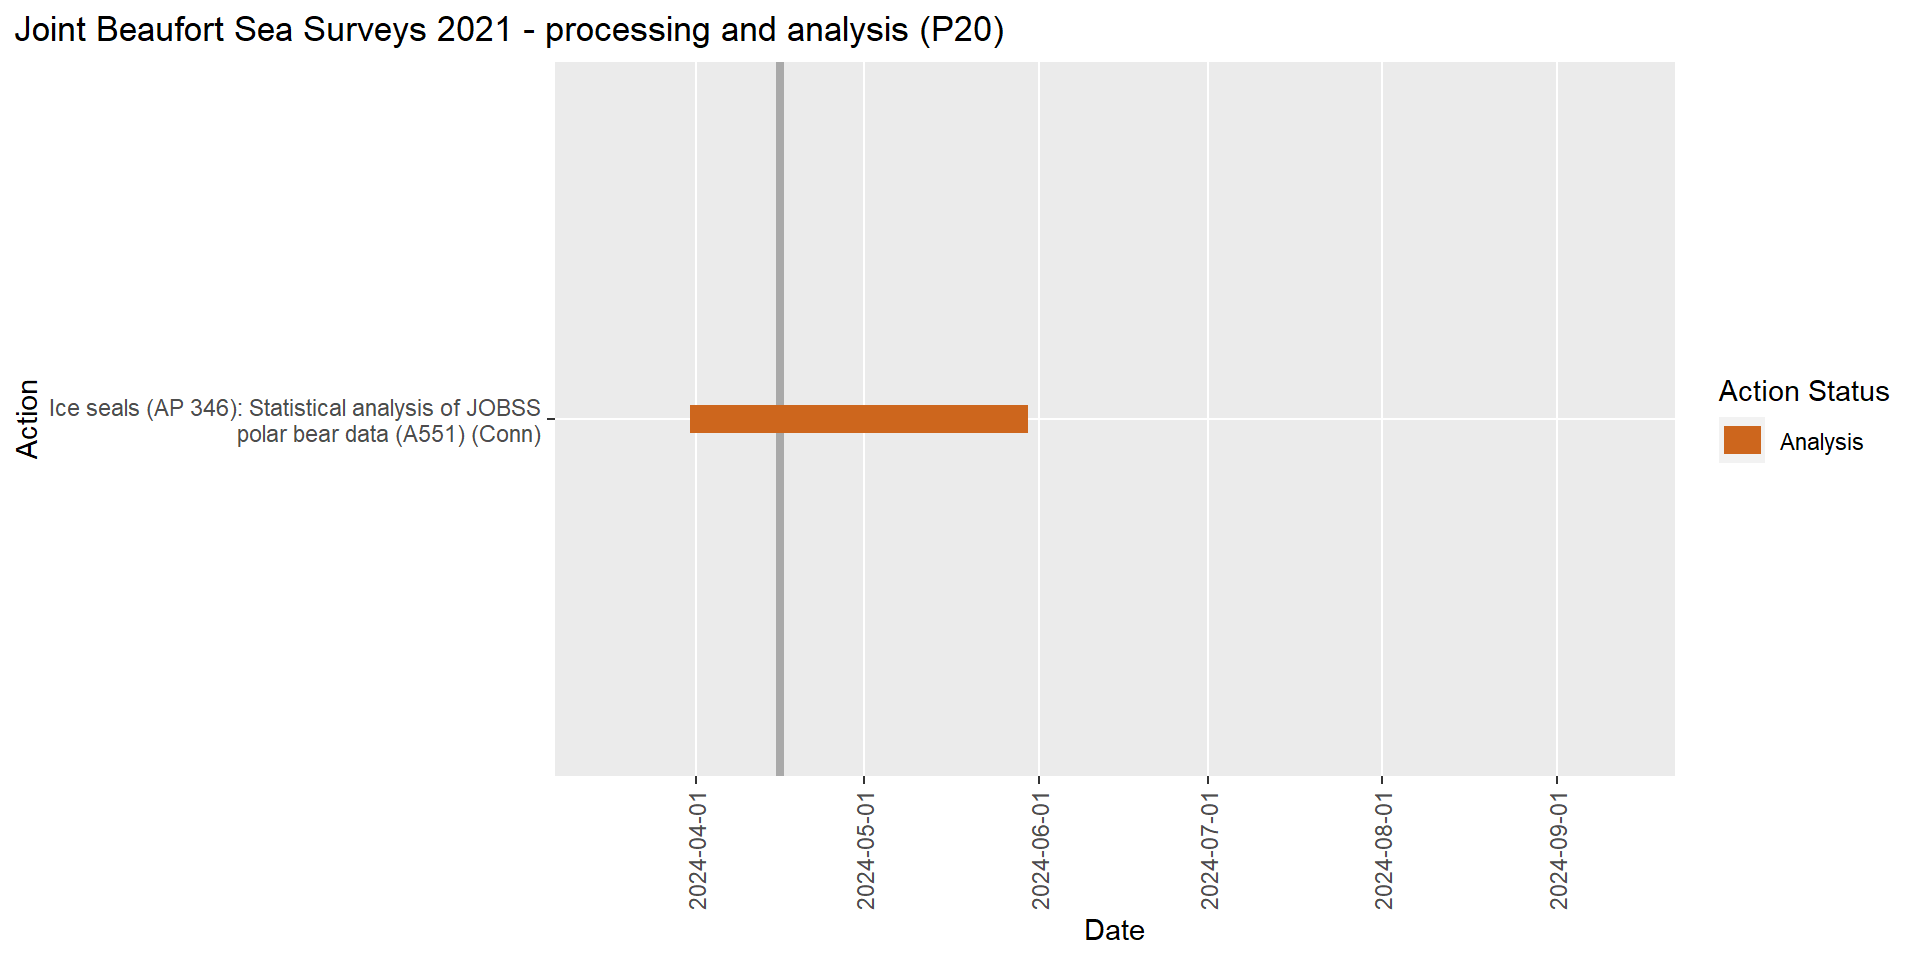 Joint Beaufort Sea Surveys 2021 - processing and analysis (P20)
Action
Ice seals (AP 346): Statistical analysis of JOBSS
polar bear data (A551) (Conn)
2024-04-01
2024-05-01
2024-06-01
2024-07-01
2024-08-01
2024-09-01
Date
Action Status
Analysis